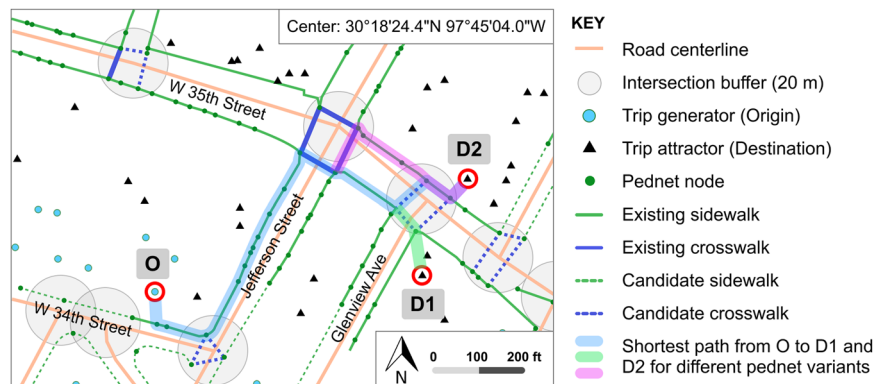 Center: 30°18'24.4"N 97°45'04.0"W
W 35th Street
D2
Jefferson Street
O
D1
Glenview Ave
W 34th Street
N
0 100 200 ft
KEY
Road centerline
Intersection buffer (20 m)
Trip generator (Origin)
Trip attractor (Destination)
Pednet node
Existing sidewalk
Existing crosswalk
Candidate sidewalk
Candidate crosswalk
Shortest path from O to D1 and
D2 for different pednet variants